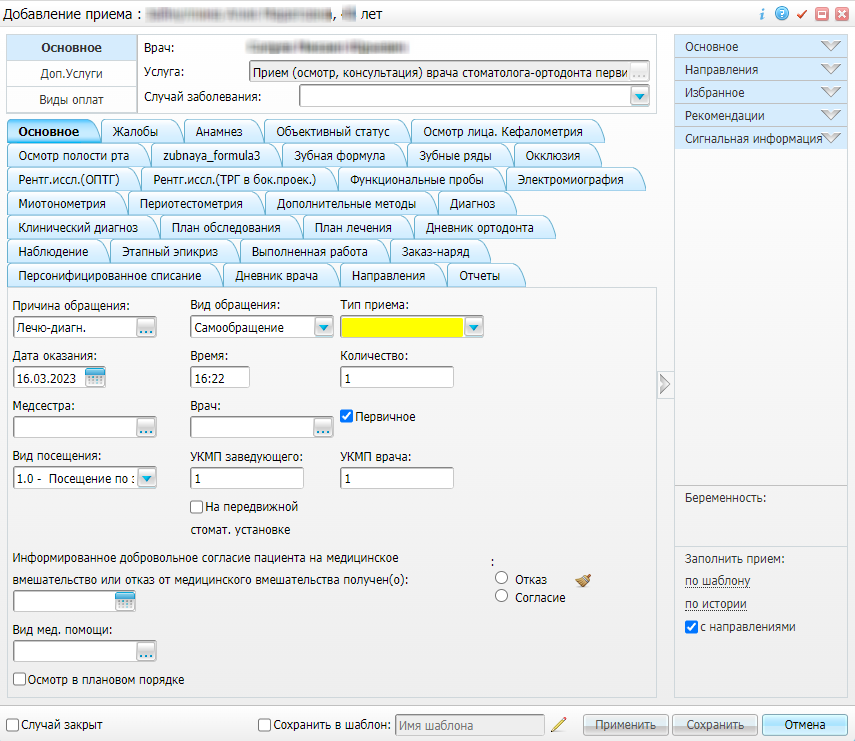 Добавление приема : , лет
Основное
Доп.Услуги
Виды оплат
Врач:
Услуга: Прием (осмотр, консультация) врача стоматолога-ортодонта перви ...
Случай заболевания:
Основное Жалобы Анамнез Объективный статус Осмотр лица. Кефалометрия
Осмотр полости рта zubnaya_formula3 Зубная формула Зубные ряды Окклюзия
Рентг.иссл.(ОПТГ) Рентг.иссл.(ТРГ в бок.проек.) Функциональные пробы Электромиография
Миотонометрия Периотестометрия Дополнительные методы Диагноз
Клинический диагноз План обследования План лечения Дневник ортодонта
Наблюдение Этапный эпикриз Выполненная работа Заказ-наряд
Персонифицированное списание Дневник врача Направления Отчеты
Причина обращения: Вид обращения: Тип приема:
Лечю-диагн. ... Самообращение
Дата оказания: Время: Количество:
16.03.2023 16:22 1
Медсестра: Врач:
... ... Первичное
Вид посещения: УКМП заведующего: УКМП врача:
1.0 - Посещение по : 1 1
На передвижной
стомат. установке
Информированное добровольное согласие пациента на медицинское
вмешательство или отказ от медицинского вмешательства получен(о):
:
Отказ
Согласие
Вид мед. помощи:
...
Осмотр в плановом порядке
Основное
Направления
Избранное
Рекомендации
Сигнальная информация
Беременность:
Заполнить прием:
по шаблону
по истории
с направлениями
Случай закрыт Сохранить в шаблон: Имя шаблона Применить Сохранить Отмена